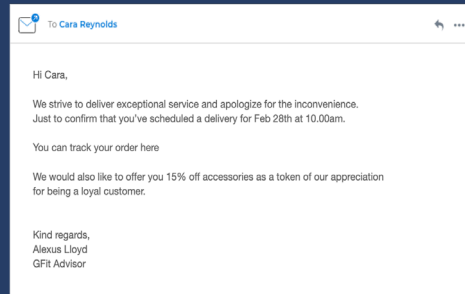 To Cara Reynolds
Hi Cara,
We strive to deliver exceptional service and apologize for the inconvenience.
Just to confirm that you've scheduled a delivery for Feb 28th at 10.00am.
You can track your order here
We would also like to offer you 15% off accessories as a token of our appreciation
for being a loyal customer.
Kind regards,
Alexus Lloyd
GFit Advisor